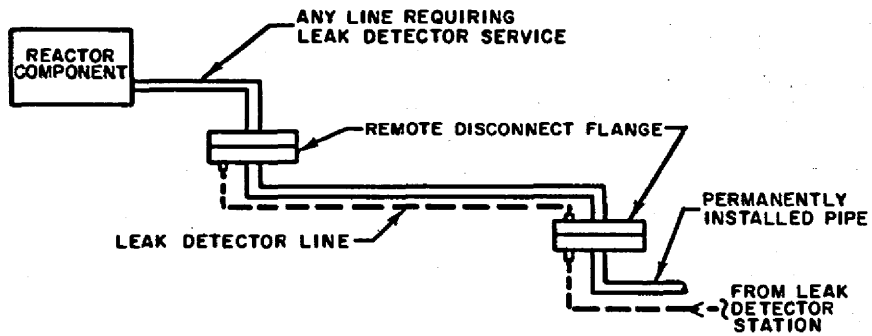 ANY LINE REQUIRING
LEAK DETECTOR SERVICE
REACTOR
COMPONENT
REMOTE DISCONNECT FLANGE
PERMANENTLY
INSTALLED PIPE
LEAK DETECTOR LINE
FROM LEAK
DETECTOR
STATION